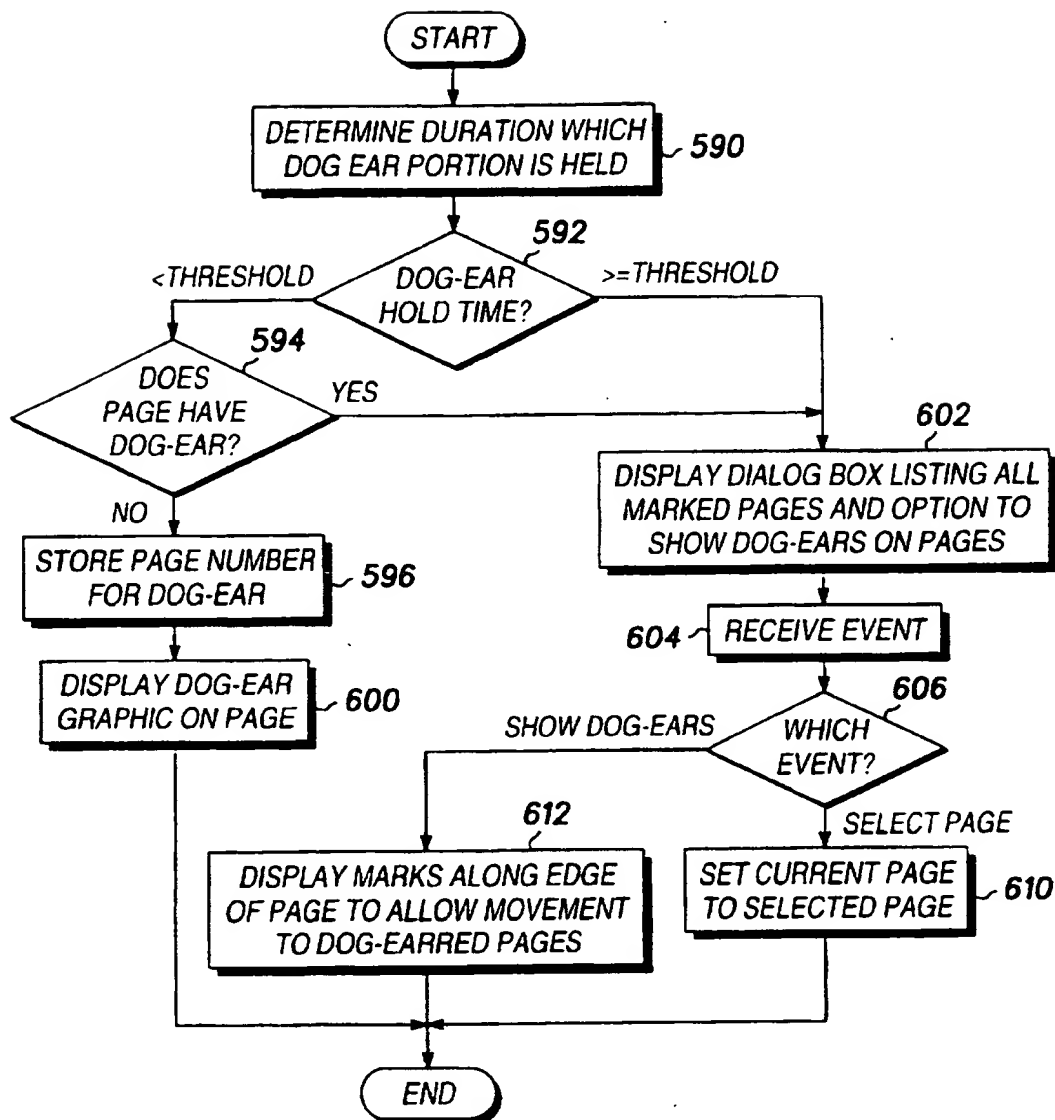 START
DETERMINE DURATION WHICH
DOG EAR PORTION IS HELD
590
592
<THRESHOLD
DOG-EAR
HOLD TIME?
>=THRESHOLD
594
DOES
PAGE HAVE
DOG-EAR?
YES
602
DISPLAY DIALOG BOX LISTING ALL
MARKED PAGES AND OPTION TO
SHOW DOG-EARS ON PAGES
NO
STORE PAGE NUMBER
FOR DOG-EAR
596
604
RECEIVE EVENT
DISPLAY DOG-EAR
GRAPHIC ON PAGE
600
606
SHOW DOG-EARS
WHICH
EVENT?
SELECT PAGE
612
DISPLAY MARKS ALONG EDGE
OF PAGE TO ALLOW MOVEMENT
TO DOG-EARRED PAGES
SET CURRENT PAGE
TO SELECTED PAGE
610
END